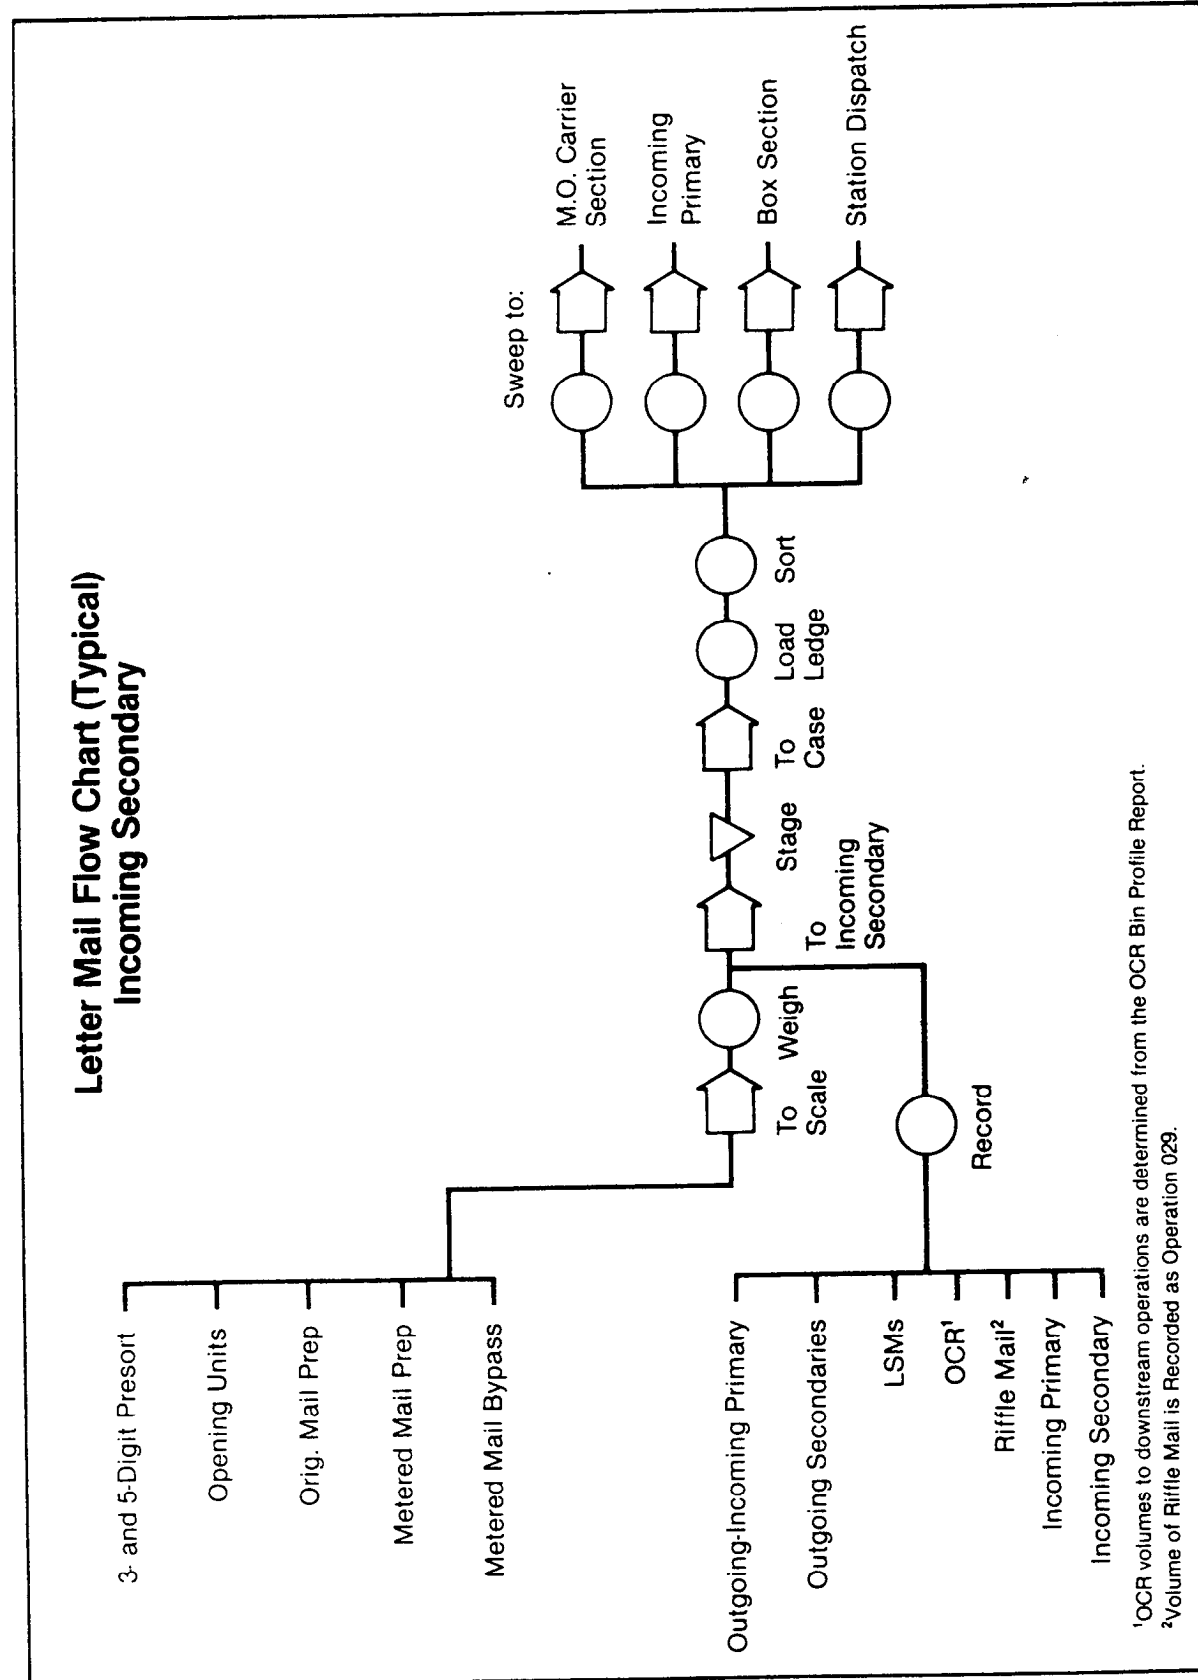 Letter Mail Flow Chart (Typical)
Incoming Secondary
3- and 5-Digit Presort
Opening Units
Orig. Mail Prep
Metered Mail Prep
Metered Mail Bypass
Outgoing-Incoming Primary
Outgoing Secondaries
LSMs
OCR¹
Riffle Mail²
Incoming Primary
Incoming Secondary
Record
To
Scale
Weigh
To
Incoming
Secondary
Stage
To
Case
Load
Ledge
Sort
Sweep to:
M.O. Carrier
Section
Incoming
Primary
Box Section
Station Dispatch
¹OCR volumes to downstream operations are determined from the OCR Bin Profile Report.
²Volume of Riffle Mail is Recorded as Operation 029.